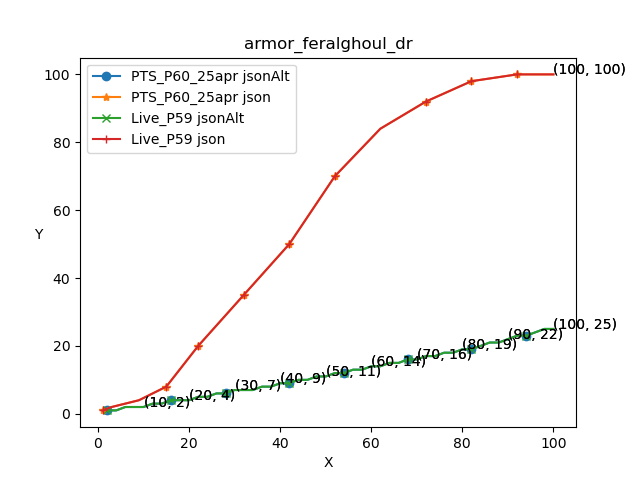 armor_feralghoul_dr
PTS_P60_25apr jsonAlt
PTS_P60_25apr json
Live_P59 jsonAlt
Live_P59 json
(100, 100)
100
80
60
40
20
0
Y
(10, 2)
(20, 4)
(30, 7)
(40, 9)
(50, 11)
(60, 14)
(70, 16)
(80, 19)
(90, 22)
(100, 25)
0 20 40 60 80 100
X